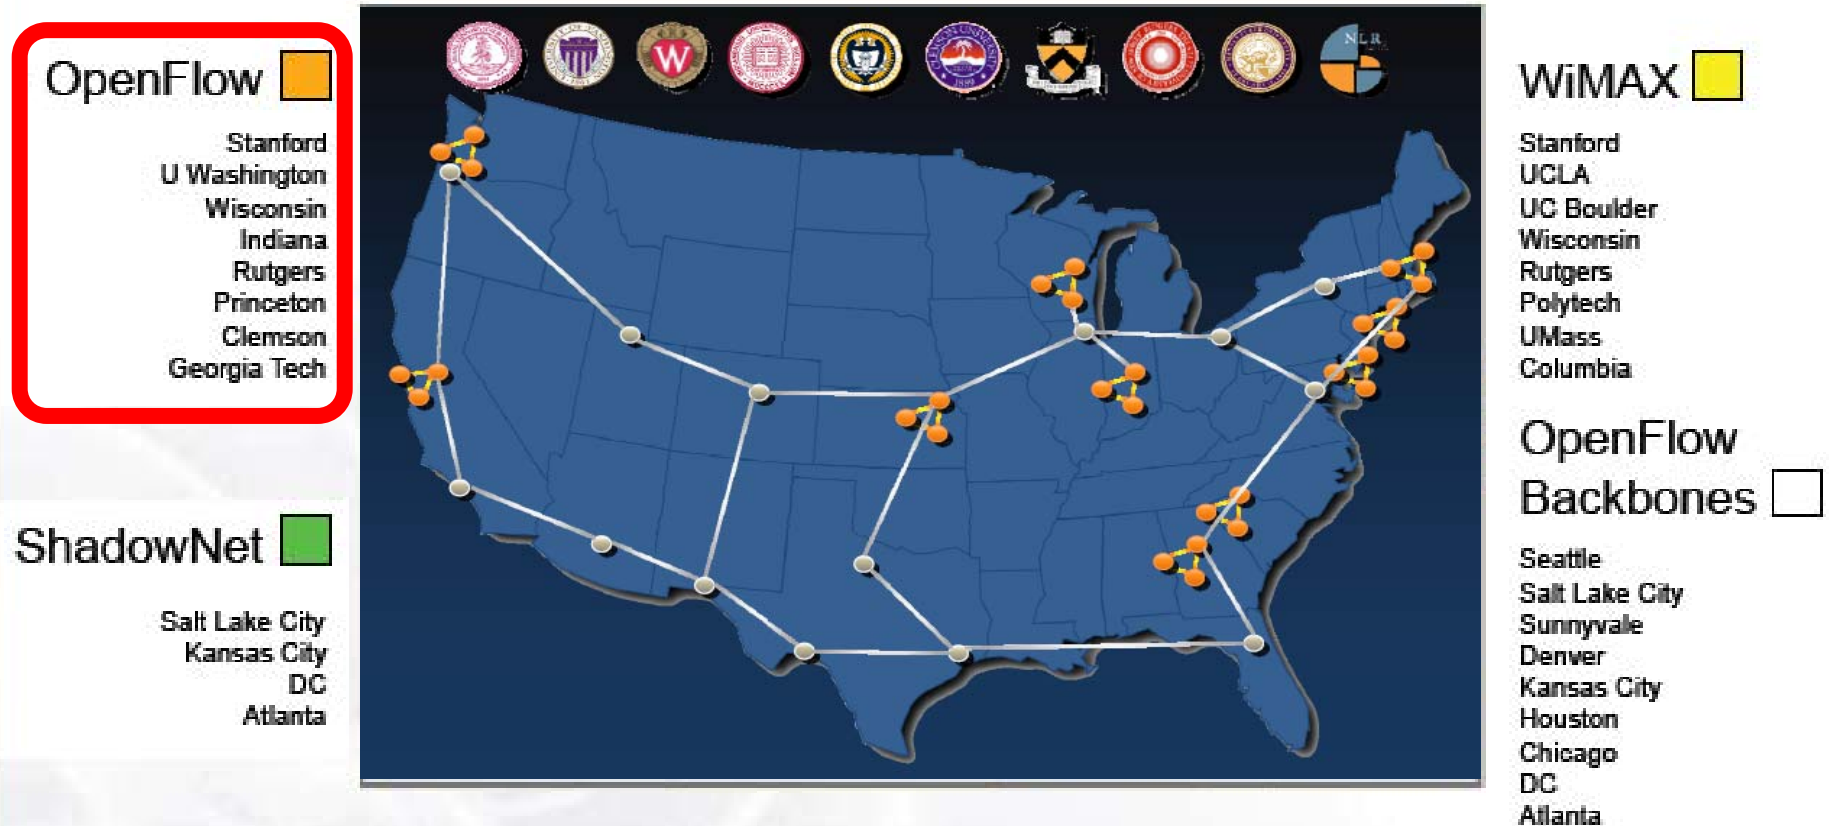 OpenFlow
Stanford
U Washington
Wisconsin
Indiana
Rutgers
Princeton
Clemson
Georgia Tech
ShadowNet
Salt Lake City
Kansas City
DC
Atlanta
W
NLR
WiMAX
Stanford
UCLA
UC Boulder
Wisconsin
Rutgers
Polytech
UMass
Columbia
OpenFlow
Backbones
Seattle
Salt Lake City
Sunnyvale
Denver
Kansas City
Houston
Chicago
DC
Atlanta